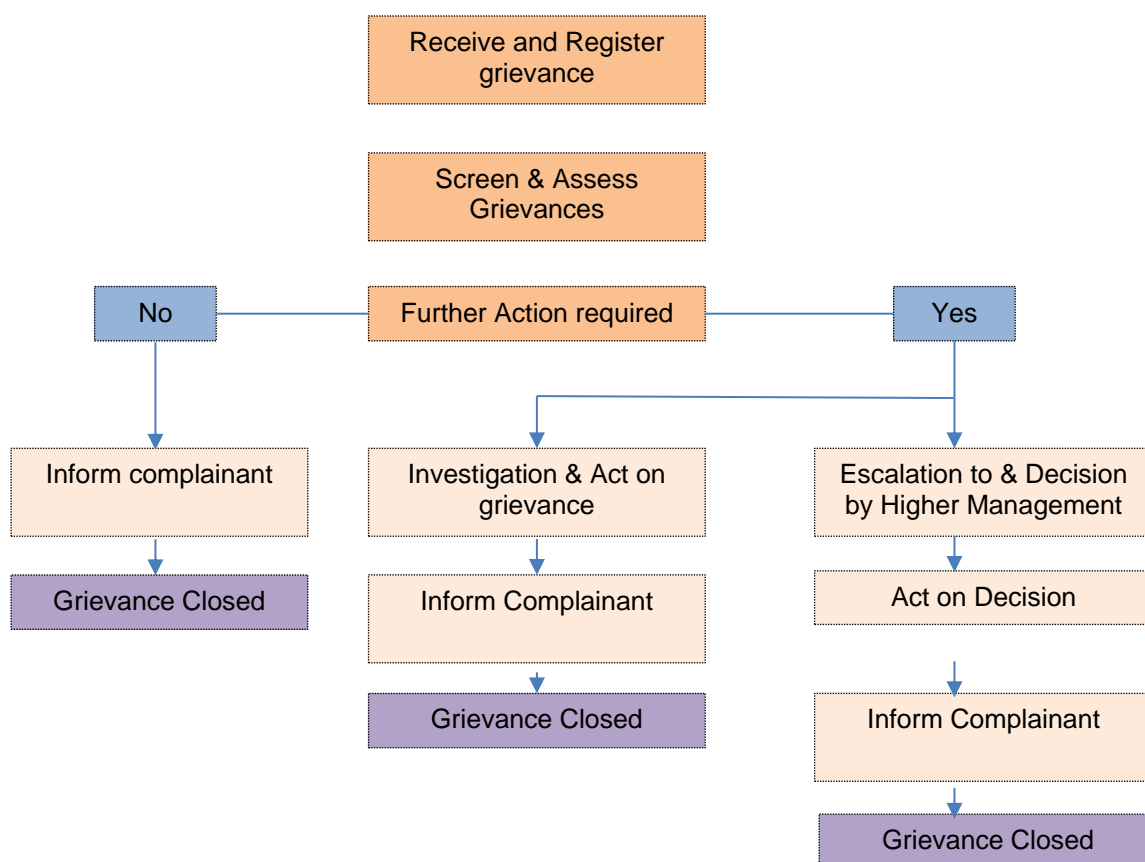 Receive and Register
grievance
Screen & Assess
Grievances
No
Further Action required
Yes
Inform complainant
Investigation & Act on
grievance
Escalation to & Decision
by Higher Management
Grievance Closed
Inform Complainant
Act on Decision
Grievance Closed
Inform Complainant
Grievance Closed